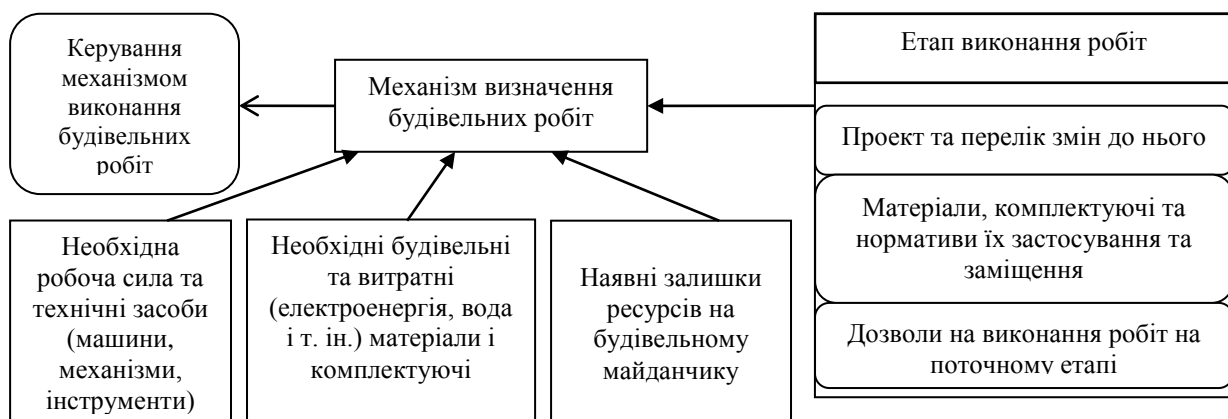 Керування
механізмом
виконання
будівельних
робіт
Механізм визначення
будівельних робіт
Етап виконання робіт
Проект та перелік змін до нього
Матеріали, комплектуючі та
нормативи їх застосування та
заміщення
Дозволи на виконання робіт на
поточному етапі
Необхідна
робоча сила та
технічні засоби
(машини,
механізми,
інструменти)
Необхідні будівельні
та витратні
(електроенергія, вода
і т. ін.) матеріали і
комплектуючі
Наявні залишки
ресурсів на
будівельному
майданчику